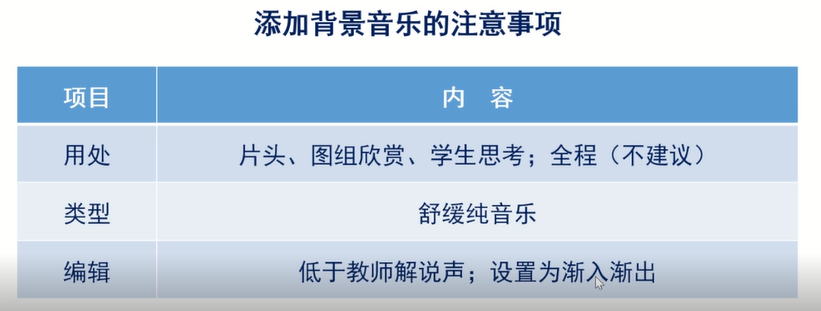 添加背景音乐的注意事项
项目 内 容
用处 片头、图组欣赏、学生思考；全程（不建议）
类型 舒缓纯音乐
编辑 低于教师解说声；设置为渐入渐出